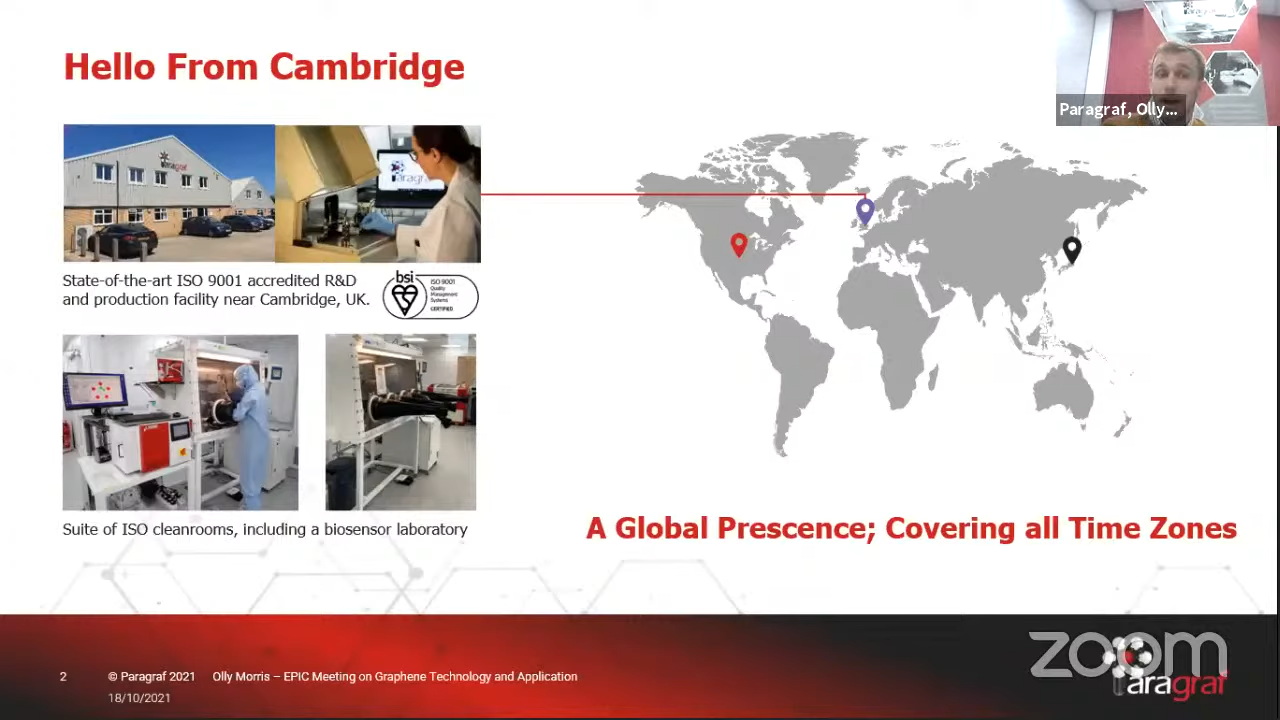 Hello From Cambridge
Paragraf, Olly...
paragraf
Paragraf
State-of-the-art ISO 9001 accredited R&D
and production facility near Cambridge, UK.
bsi
ISO 9001
Quality
Management
Systems
CERTIFIED
Suite of ISO cleanrooms, including a biosensor laboratory
A Global Prescence; Covering all Time Zones
2
© Paragraf 2021
Olly Morris – EPIC Meeting on Graphene Technology and Application
18/10/2021
zoom
Paragraf